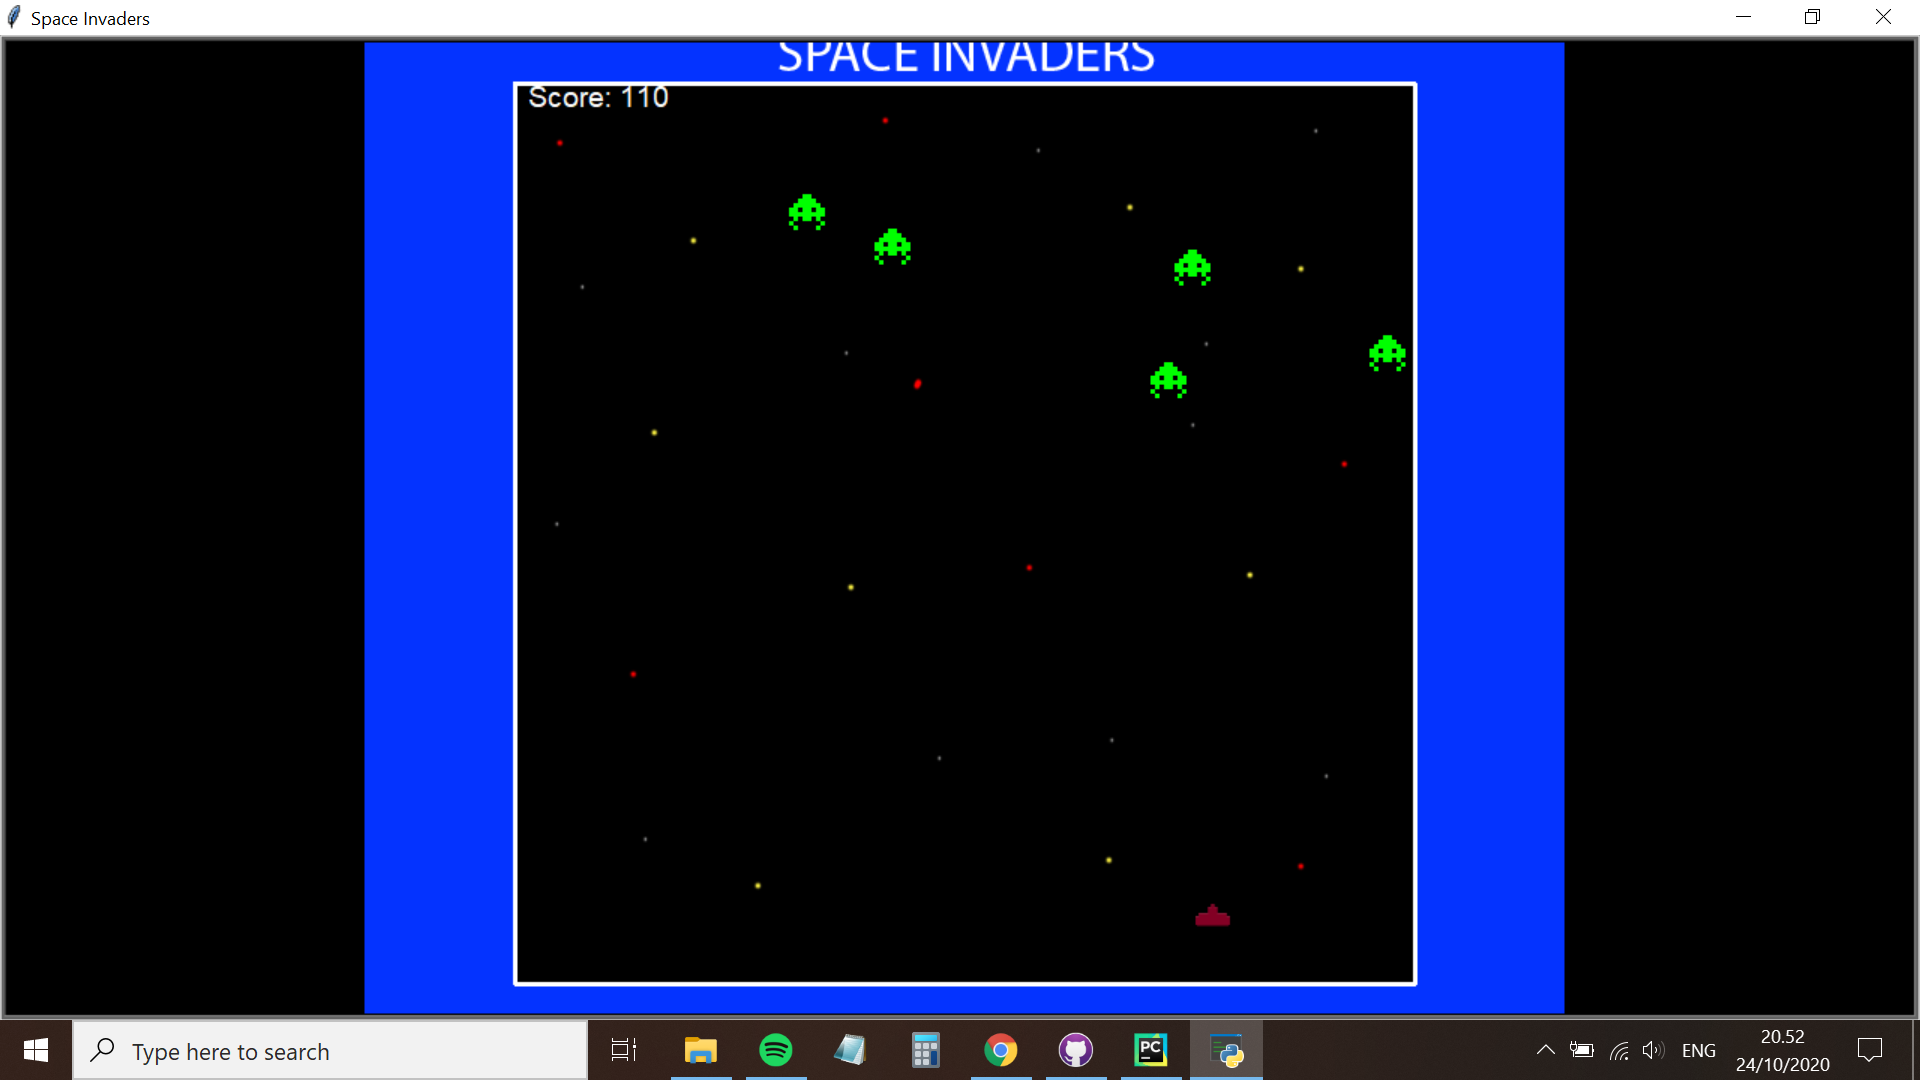 Space Invaders
SPACE INVADERS
Score: 110
Type here to search
PC
ENG
20.52
24/10/2020